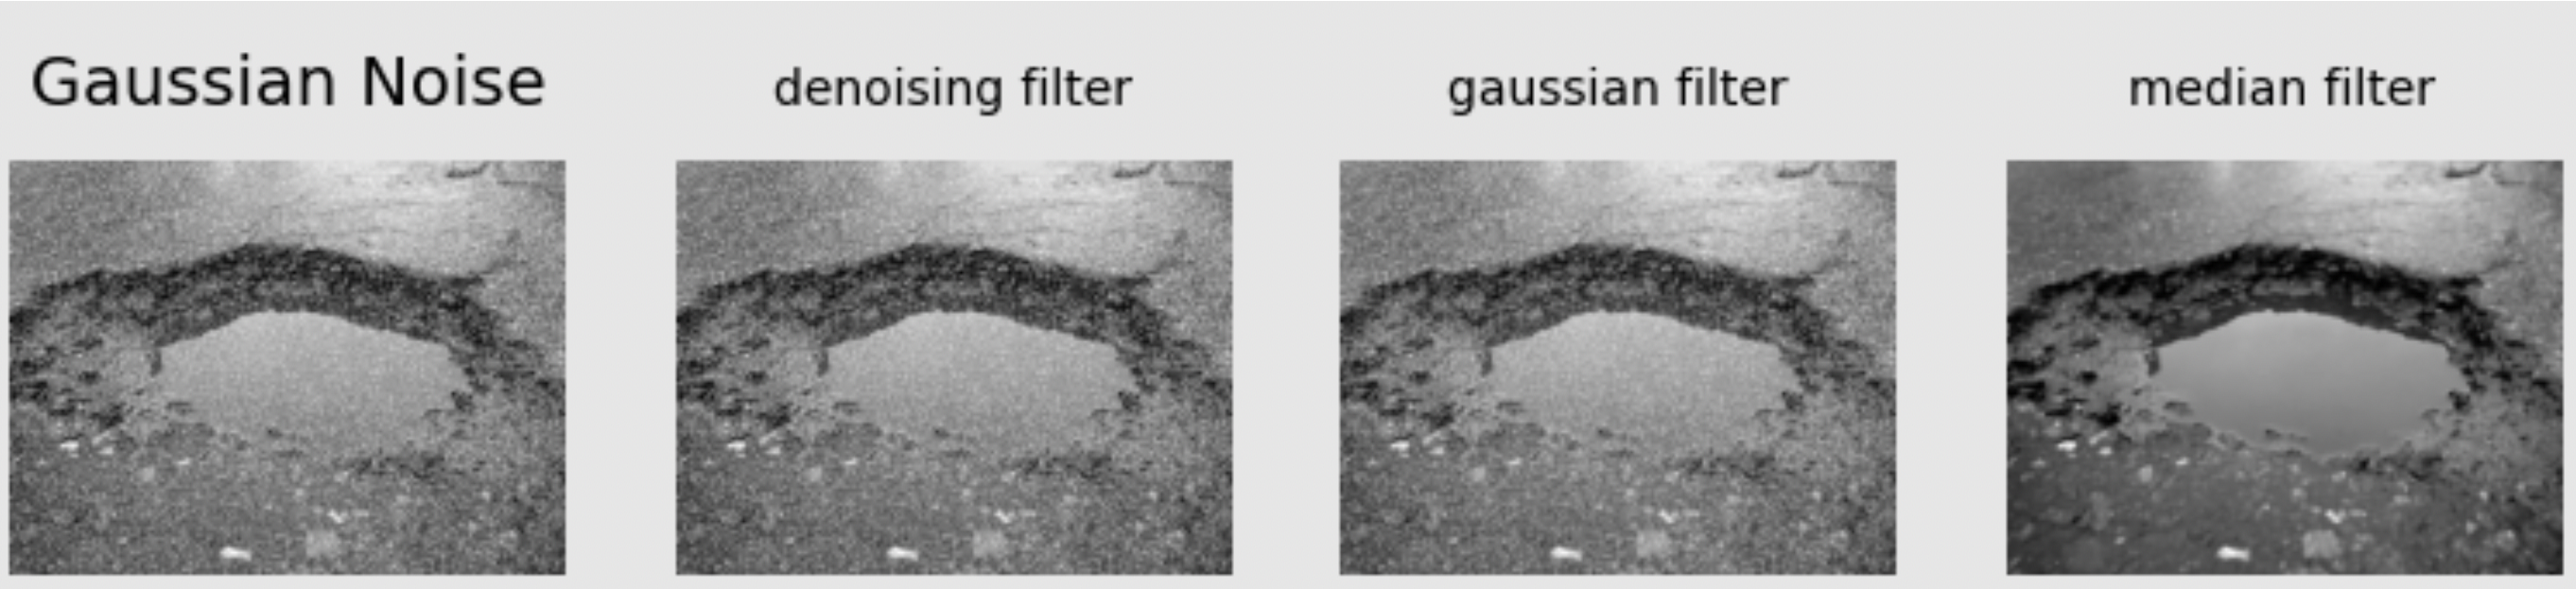 Gaussian Noise
denoising filter
gaussian filter
median filter